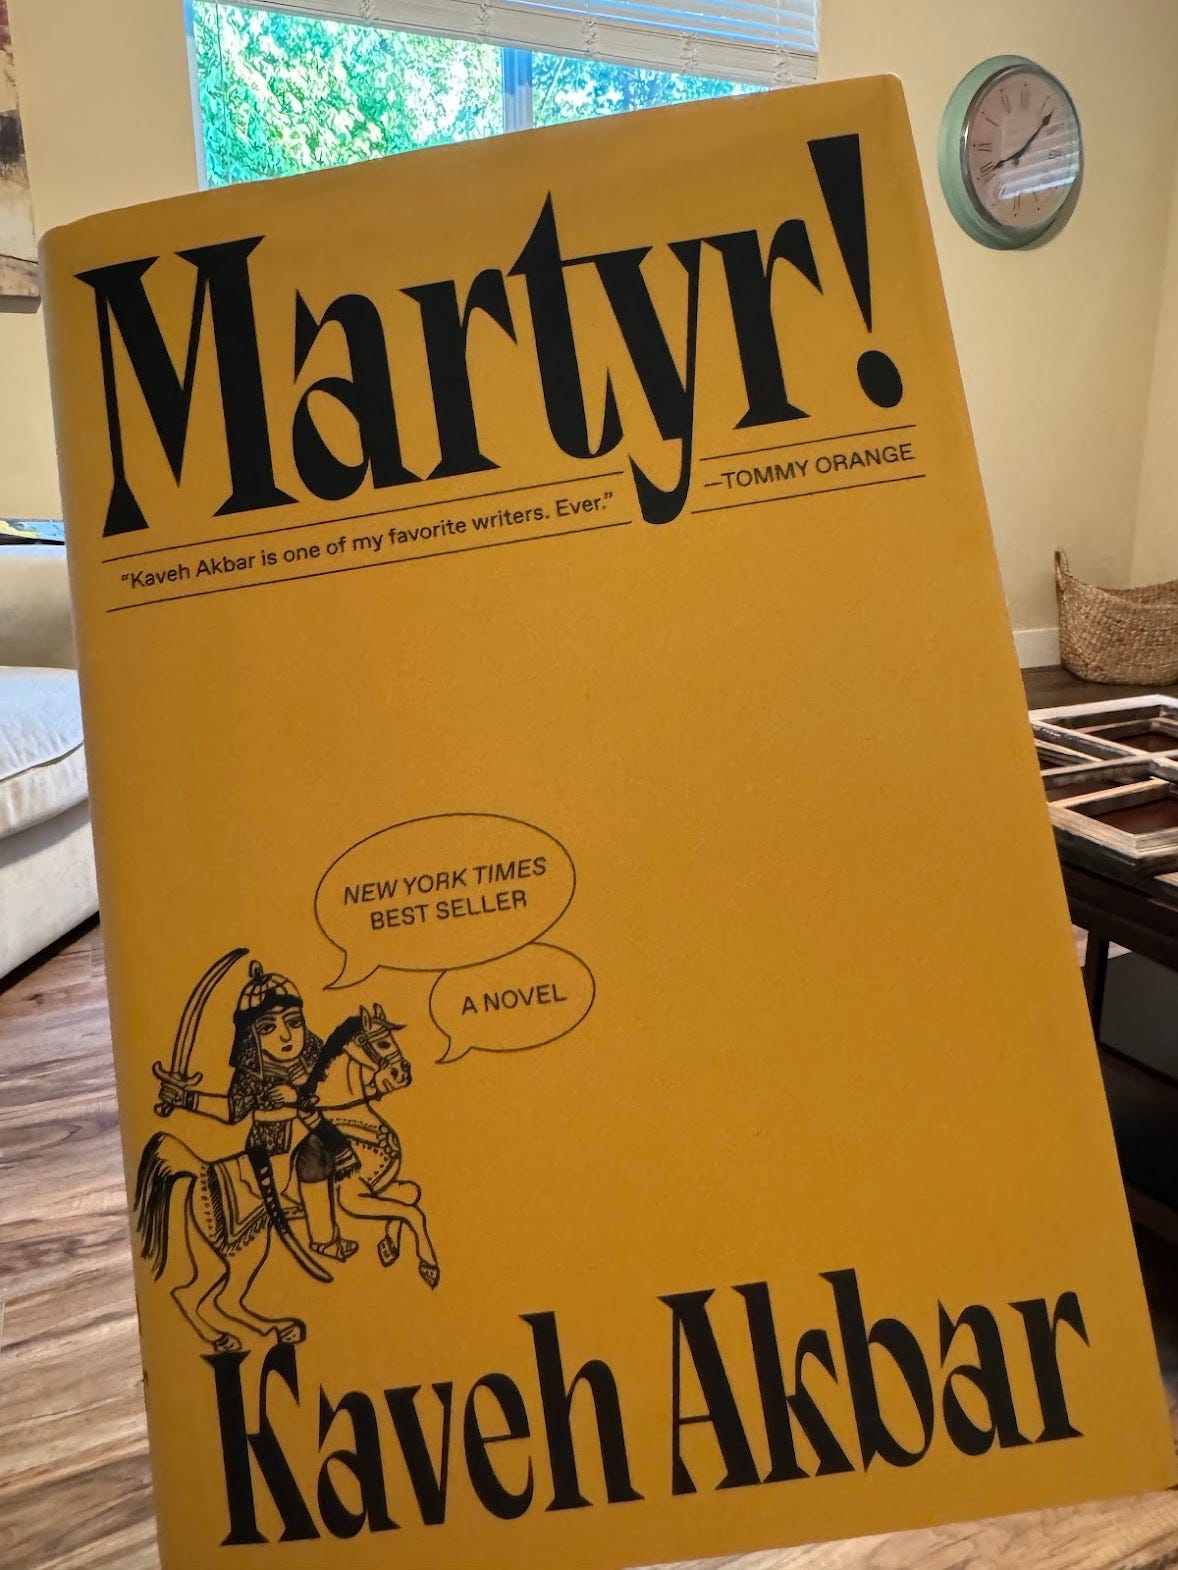 Martyr!
“Kaveh Akbar is one of my favorite writers. Ever.” —TOMMY ORANGE
NEW YORK TIMES
BEST SELLER
A NOVEL
Kaveh Akbar